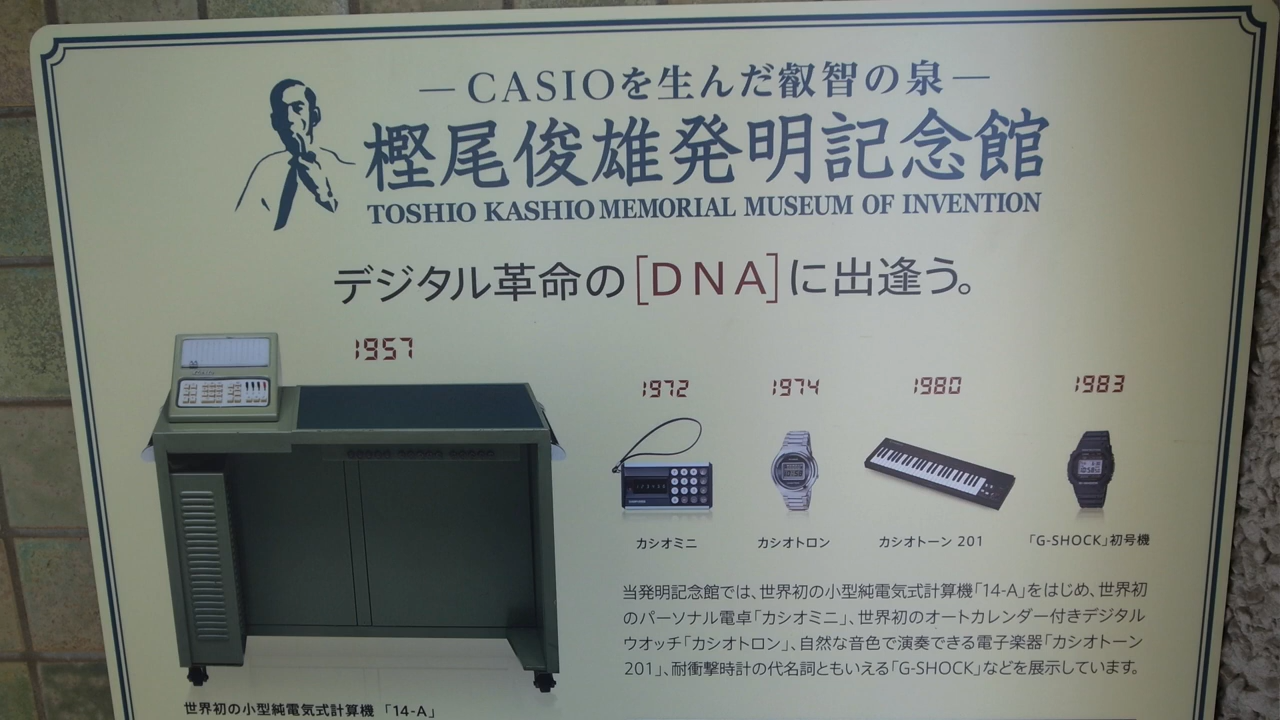 —CASIOを生んだ叡智の泉—
樫尾俊雄発明記念館
TOSHIO KASHIO MEMORIAL MUSEUM OF INVENTION
デジタル革命の[DNA]に出逢う。
1957
1972
1974
1980
1983
カシオミニ
カシオトロン
カシオトーン 201
「G-SHOCK」初号機
当発明記念館では、世界初の小型純電気式計算機「14-A」をはじめ、世界初
のパーソナル電卓「カシオミニ」、世界初のオートカレンダー付きデジタル
ウオッチ「カシオトロン」、自然な音色で演奏できる電子楽器「カシオトーン
201」、耐衝撃時計の代名詞ともいえる「G-SHOCK」などを展示しています。
世界初の小型純電気式計算機 「14-A」